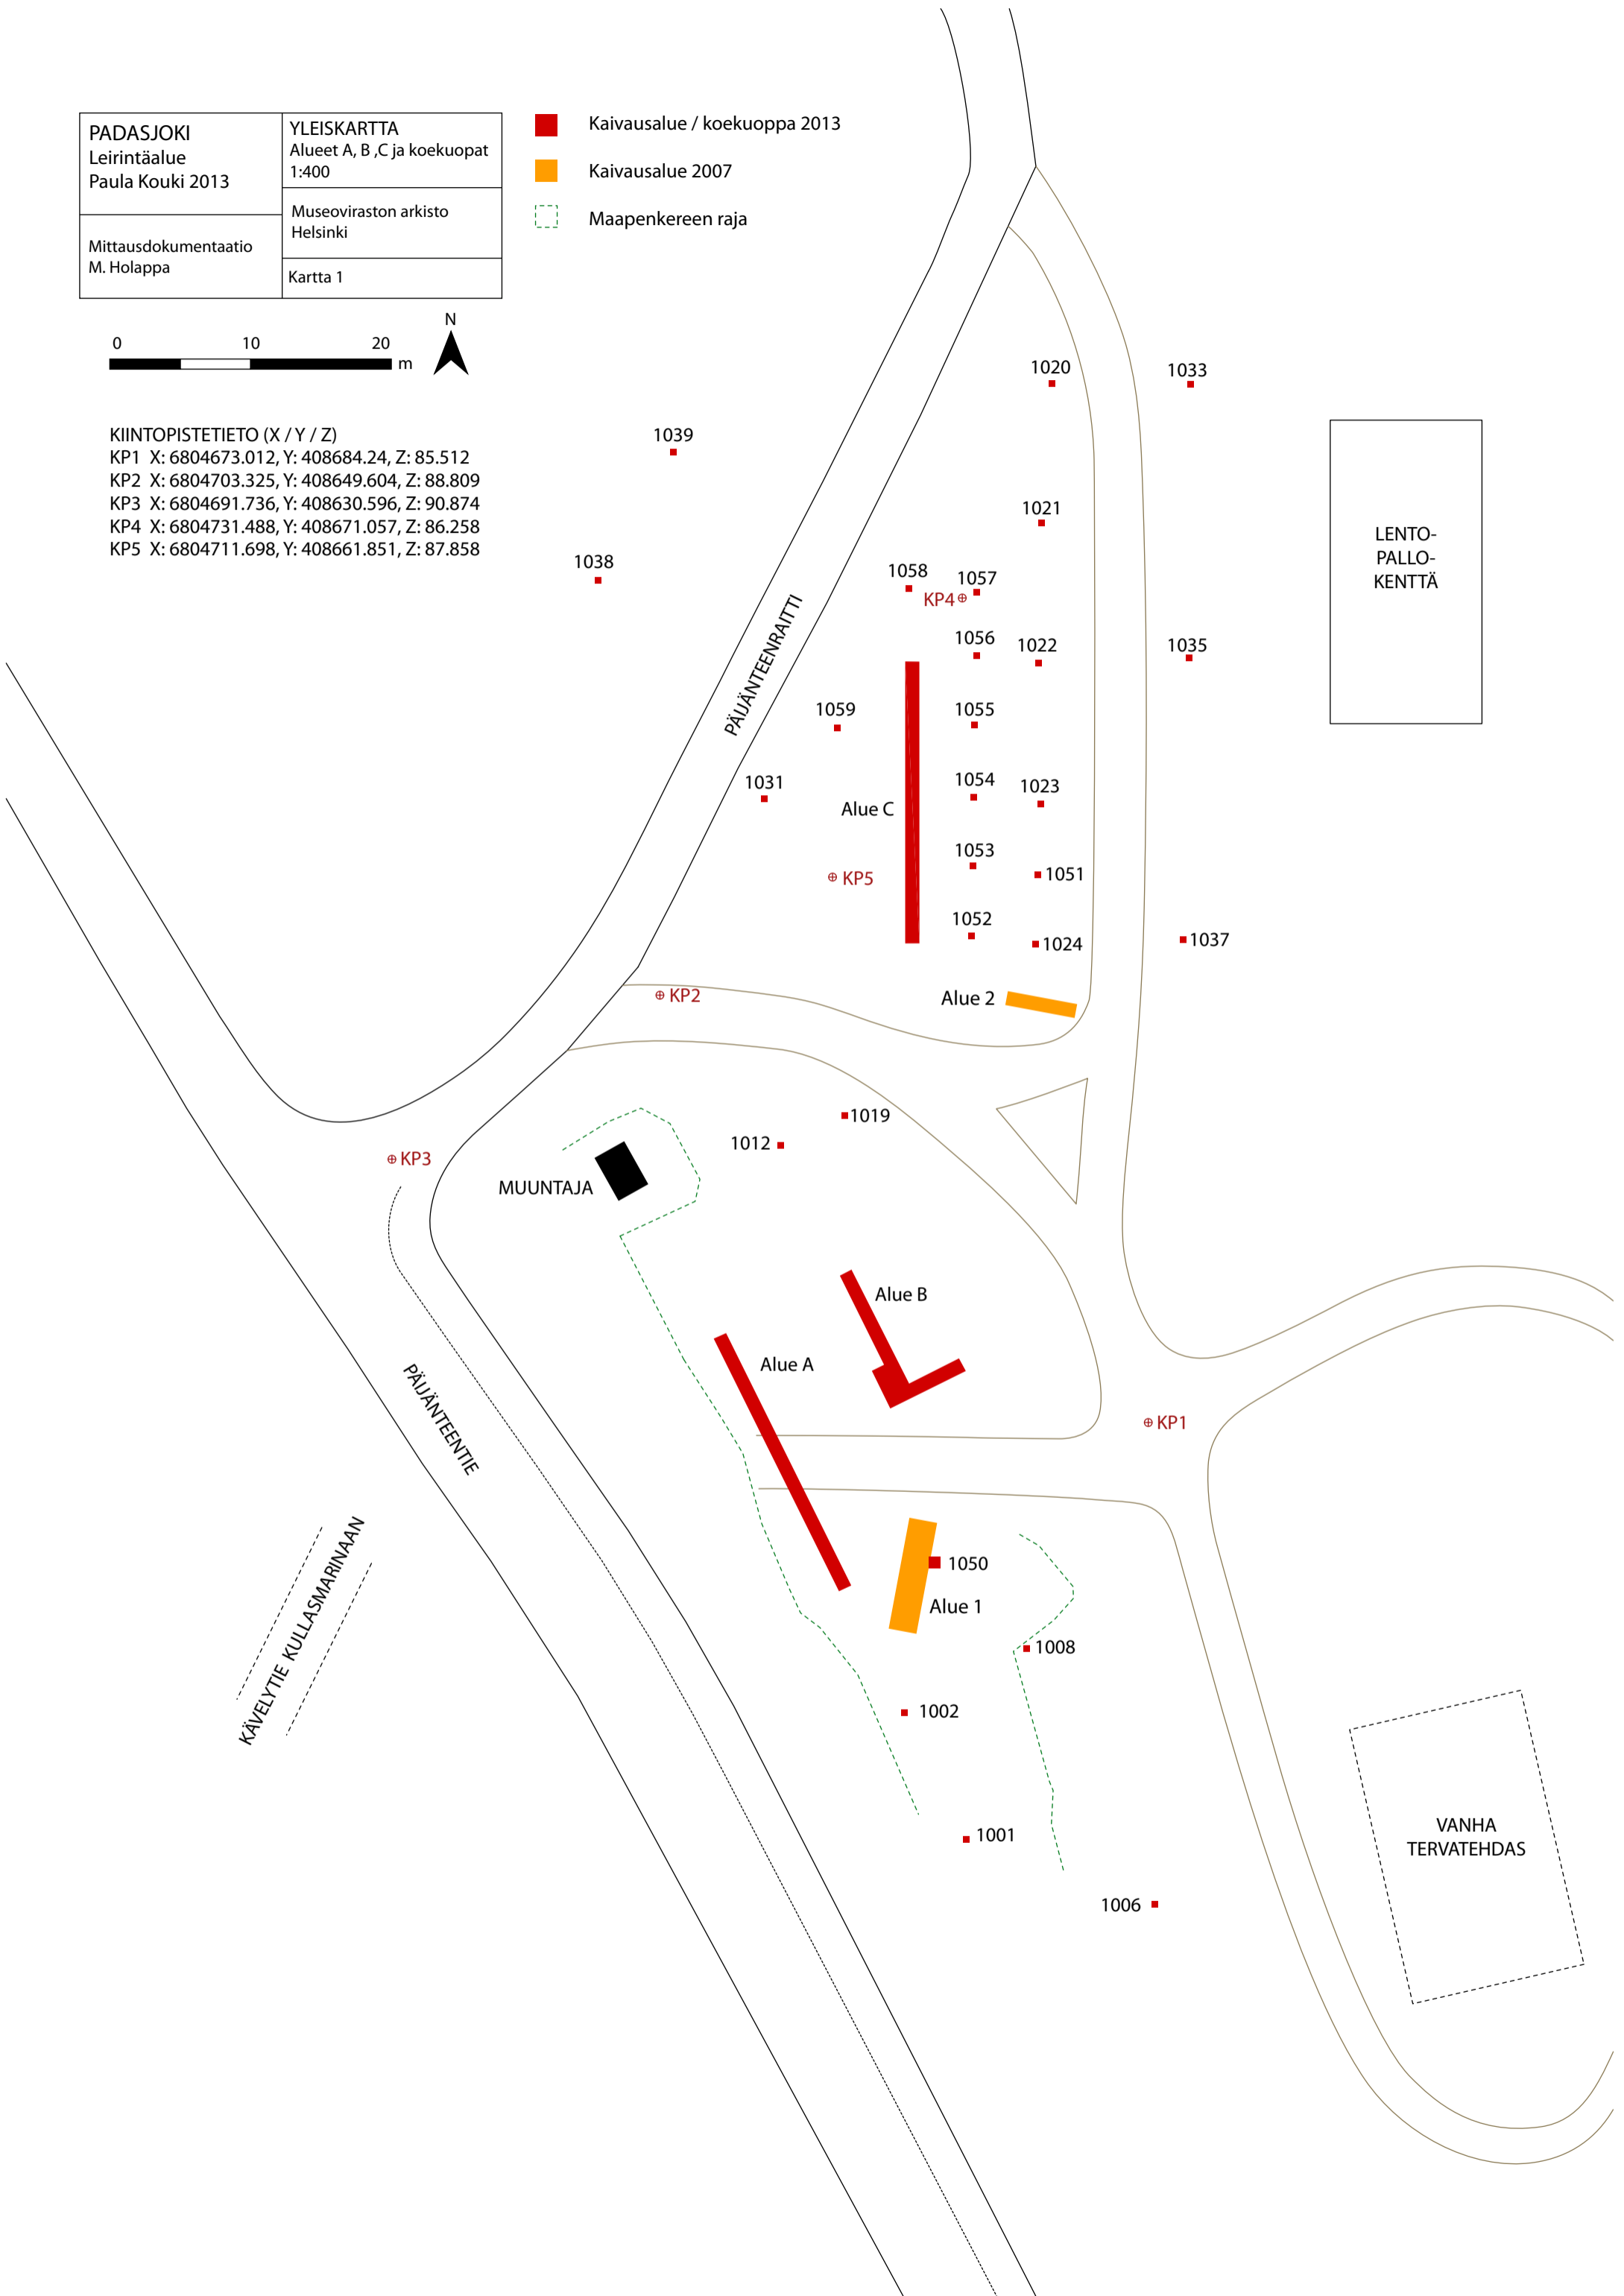 PADASJOKI
Leirintäalue
Paula Kouki 2013
Mittausdokumentaatio
M. Holappa
YLEISKARTTA
Alueet A, B ,C ja koekuopat
1:400
Museoviraston arkisto
Helsinki
Kartta 1
Kaivausalue / koekuoppa 2013
Kaivausalue 2007
Maapenkereen raja
0 10 20 m
N
KIINTOPISTETIETO (X / Y / Z)
KP1 X: 6804673.012, Y: 408684.24, Z: 85.512
KP2 X: 6804703.325, Y: 408649.604, Z: 88.809
KP3 X: 6804691.736, Y: 408630.596, Z: 90.874
KP4 X: 6804731.488, Y: 408671.057, Z: 86.258
KP5 X: 6804711.698, Y: 408661.851, Z: 87.858
1020
1033
1039
1021
LENTO-
PALLO-
KENTTÄ
1038
1058
1057
KP4
PÄIJÄNTEENRAITTI
1056
1022
1035
1059
1055
1031
1054
1023
Alue C
1053
1051
KP5
1052
1024
1037
KP2
Alue 2
1019
1012
KP3
MUUNTAJA
Alue B
Alue A
PÄIJÄNTEENTIE
KP1
KÄVELYTIE KULLASMARINAAN
1050
Alue 1
1008
1002
1001
VANHA
TERVATEHDAS
1006